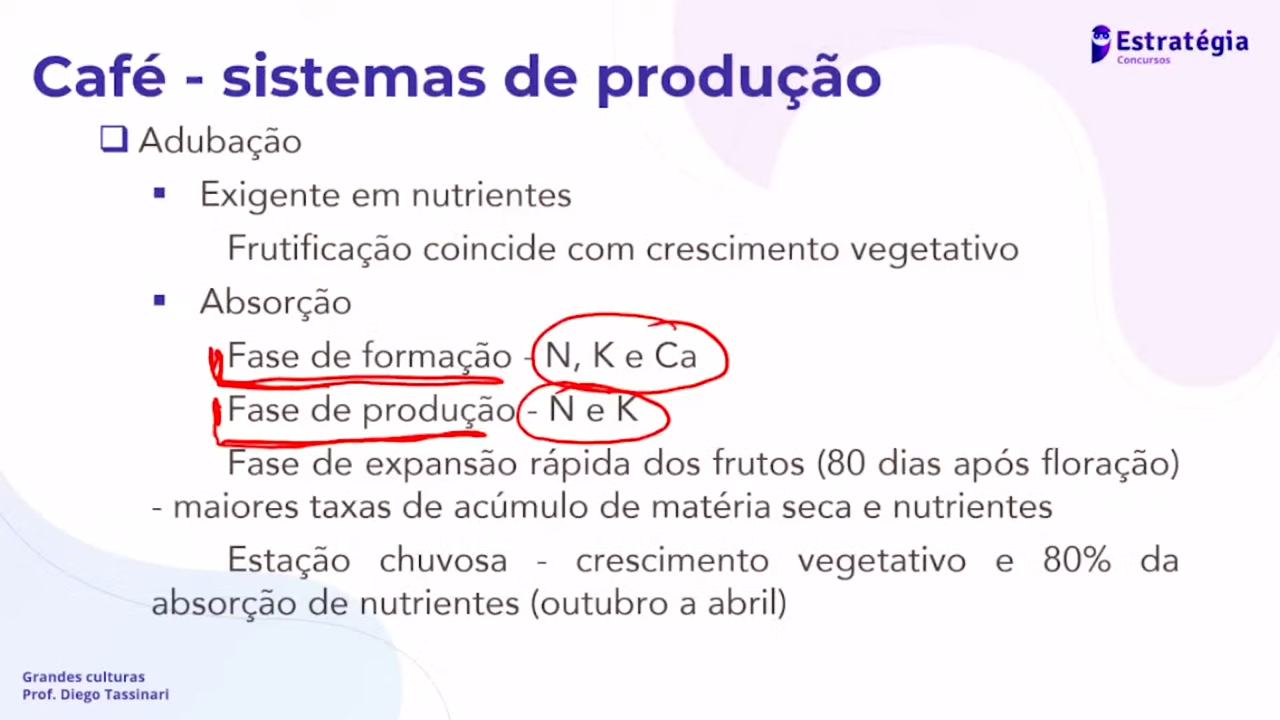 Estratégia
Concursos
Café - sistemas de produção
Adubação
Exigente em nutrientes
Frutificação coincide com crescimento vegetativo
Absorção
Fase de formação - N, K e Ca
Fase de produção - N e K
Fase de expansão rápida dos frutos (80 dias após floração)
- maiores taxas de acúmulo de matéria seca e nutrientes
Estação chuvosa - crescimento vegetativo e 80% da
absorção de nutrientes (outubro a abril)
Grandes culturas
Prof. Diego Tassinari